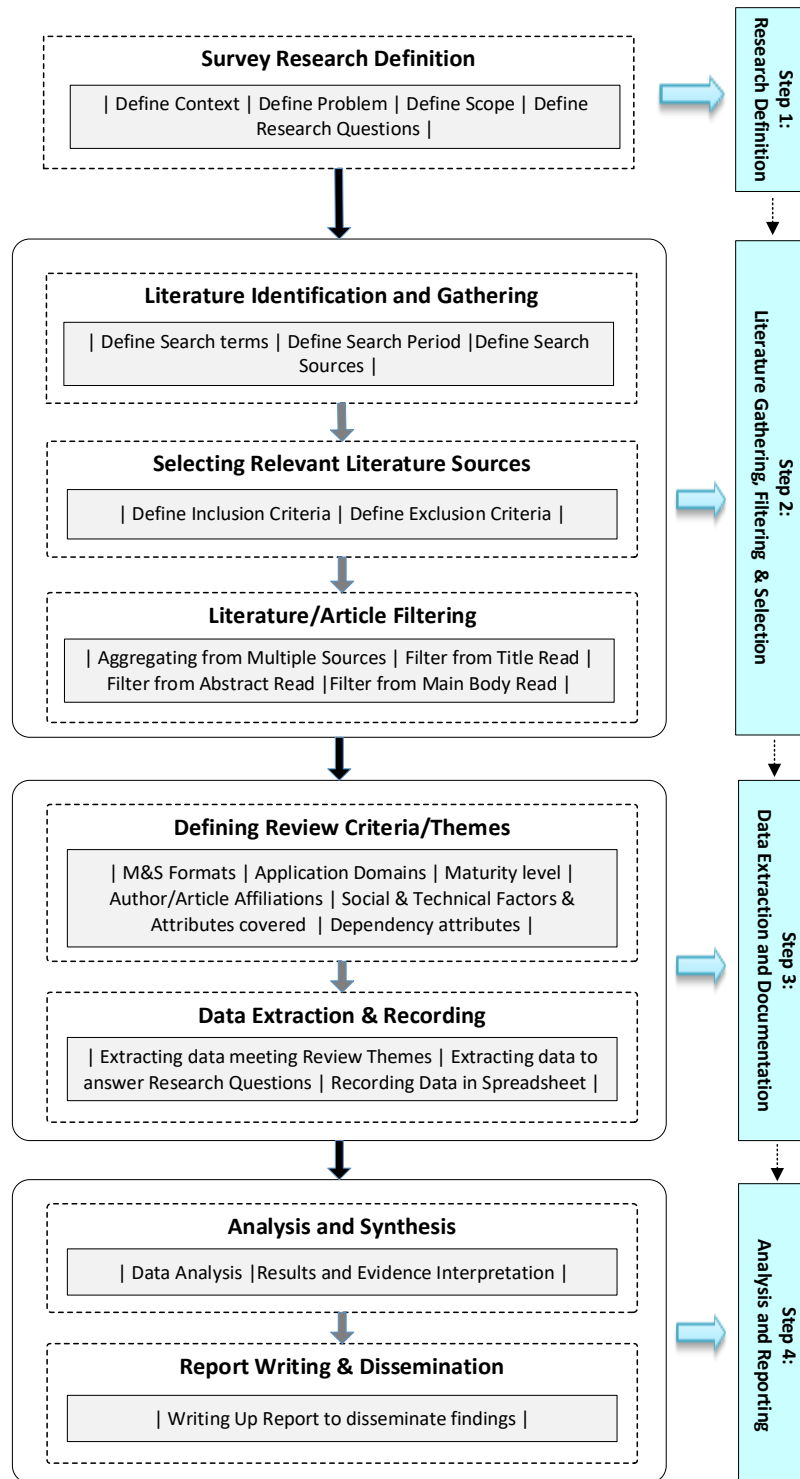 Survey Research Definition
| Define Context | Define Problem | Define Scope | Define
Research Questions |
Step 1:
Research Definition
Literature Identification and Gathering
| Define Search terms | Define Search Period |Define Search
Sources |
Selecting Relevant Literature Sources
| Define Inclusion Criteria | Define Exclusion Criteria |
Literature/Article Filtering
| Aggregating from Multiple Sources | Filter from Title Read |
Filter from Abstract Read |Filter from Main Body Read |
Step 2:
Literature Gathering, Filtering & Selection
Defining Review Criteria/Themes
| M&S Formats | Application Domains | Maturity level |
Author/Article Affiliations | Social & Technical Factors &
Attributes covered | Dependency attributes |
Data Extraction & Recording
| Extracting data meeting Review Themes | Extracting data to
answer Research Questions | Recording Data in Spreadsheet |
Step 3:
Data Extraction and Documentation
Analysis and Synthesis
| Data Analysis |Results and Evidence Interpretation |
Report Writing & Dissemination
| Writing Up Report to disseminate findings |
Step 4:
Analysis and Reporting